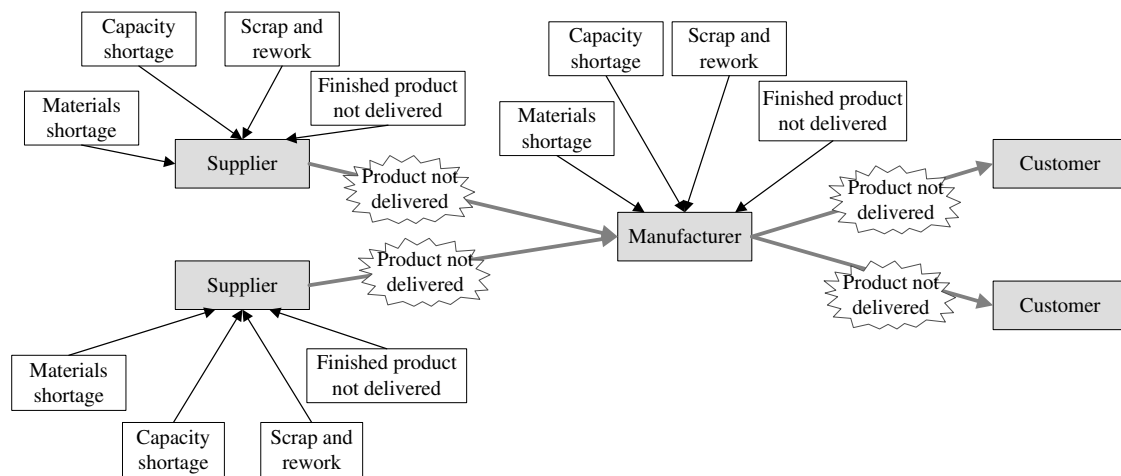 Capacity
shortage
Scrap and
rework
Materials
shortage
Finished product
not delivered
Supplier
Product not
delivered
Capacity
shortage
Scrap and
rework
Materials
shortage
Finished product
not delivered
Manufacturer
Product not
delivered
Customer
Supplier
Product not
delivered
Product not
delivered
Customer
Materials
shortage
Finished product
not delivered
Capacity
shortage
Scrap and
rework